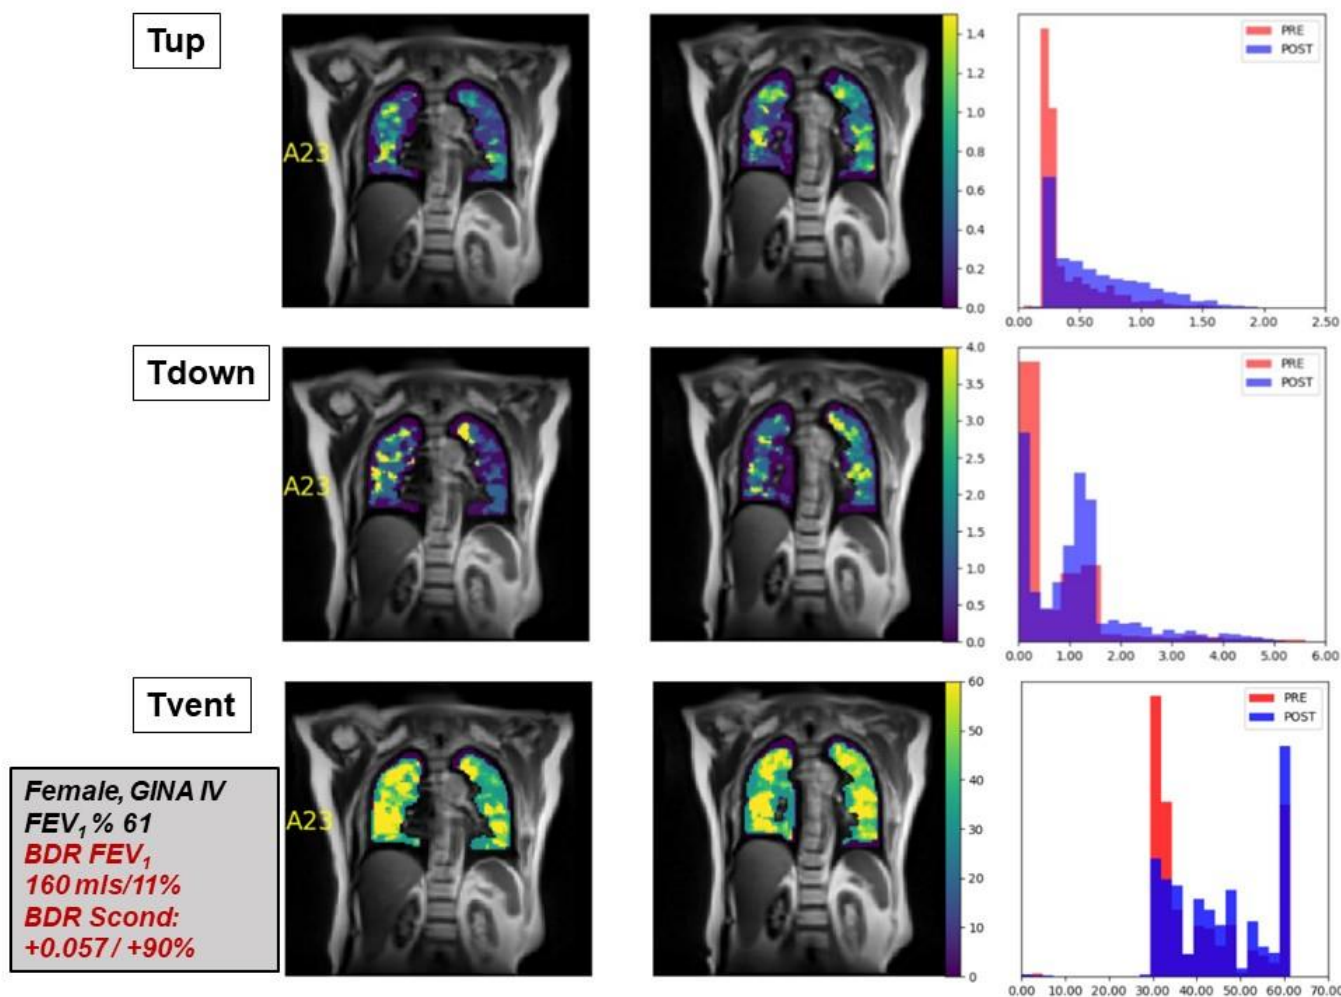 Tup
A23
1.4
1.2
1.0
0.8
0.6
0.4
0.2
0.0
PRE
POST
0.00 0.50 1.00 1.50 2.00 2.50
Tdown
A23
4.0
3.5
3.0
2.5
2.0
1.5
1.0
0.5
0.0
PRE
POST
0.00 1.00 2.00 3.00 4.00 5.00 6.00
Tvent
A23
60
50
40
30
20
10
0
PRE
POST
0.00 10.00 20.00 30.00 40.00 50.00 60.00 70.00
Female, GINA IV
FEV₁ % 61
BDR FEV₁
160 mls/11%
BDR Scond:
+0.057 / +90%